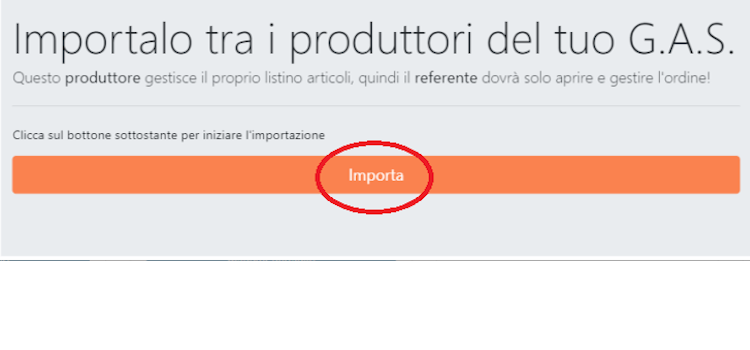 Importalo tra i produttori del tuo G.A.S.
Questo produttore gestisce il proprio listino articoli, quindi il referente dovrà solo aprire e gestire l'ordine!
Clicca sul bottone sottostante per iniziare l'importazione
Importa